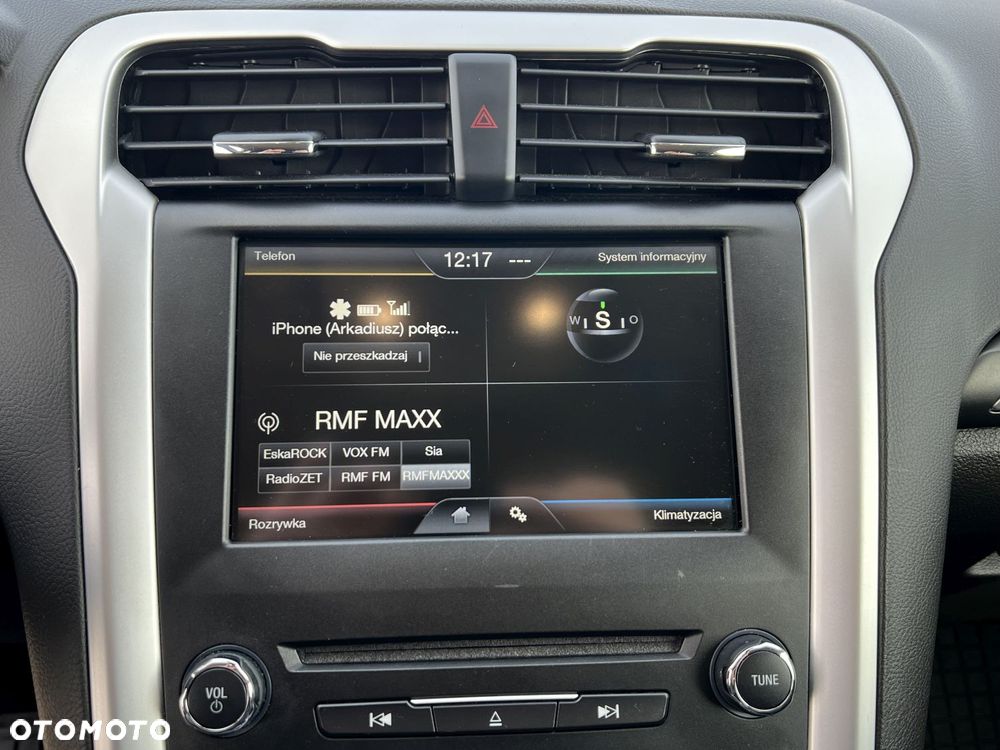 Telefon
12:17 ---
System informacyjny
iPhone (Arkadiusz) połąc...
Nie przeszkadzaj
W S O
RMF MAXX
EskaROCK VOX FM Sia
RadioZET RMF FM RMFMAXXX
Rozrywka
Klimatyzacja
VOL
TUNE
OTOMOTO